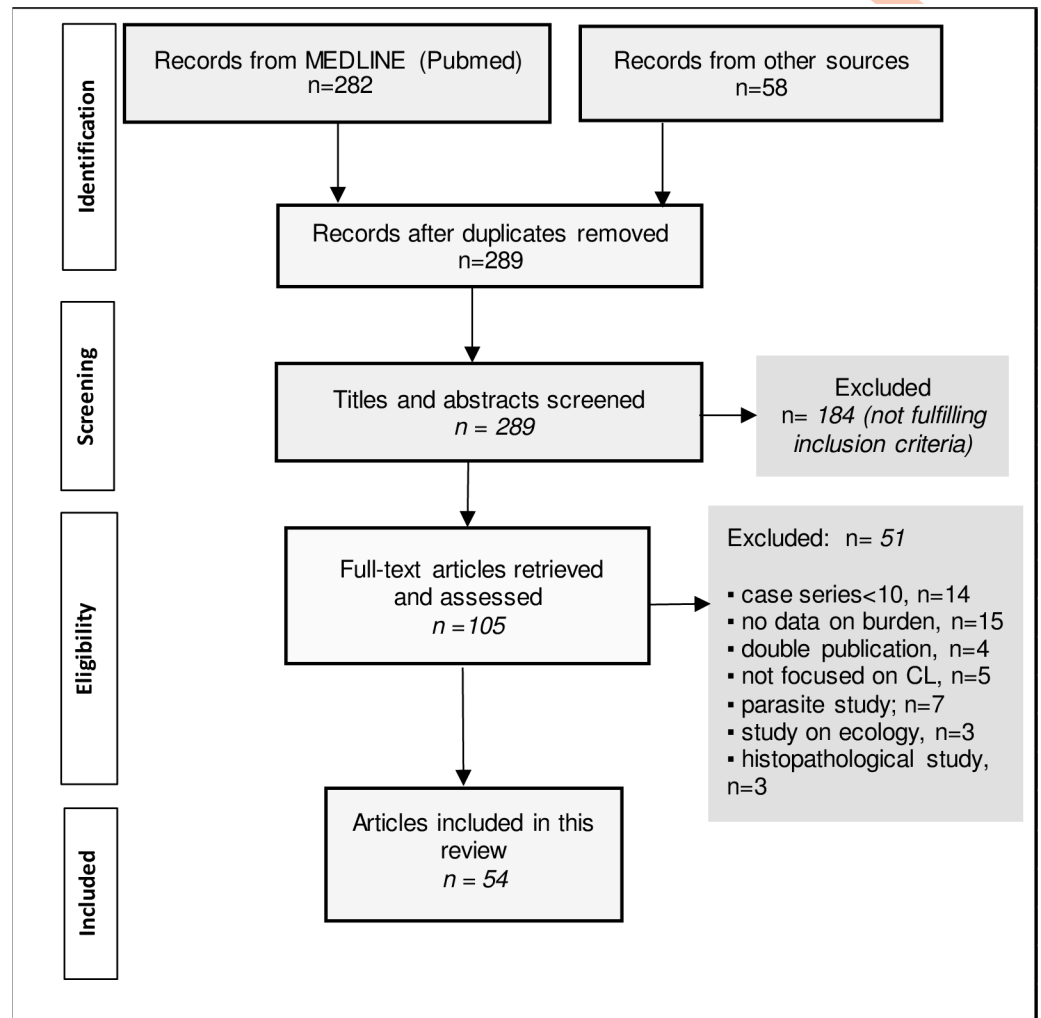 Identification
Records from MEDLINE (Pubmed)
n=282
Records from other sources
n=58
Records after duplicates removed
n=289
Screening
Titles and abstracts screened
n = 289
Excluded
n= 184 (not fulfilling
inclusion criteria)
Eligibility
Full-text articles retrieved
and assessed
n =105
Excluded: n= 51
▪ case series<10, n=14
▪ no data on burden, n=15
▪ double publication, n=4
▪ not focused on CL, n=5
▪ parasite study; n=7
▪ study on ecology, n=3
▪ histopathological study,
n=3
Included
Articles included in this
review
n = 54